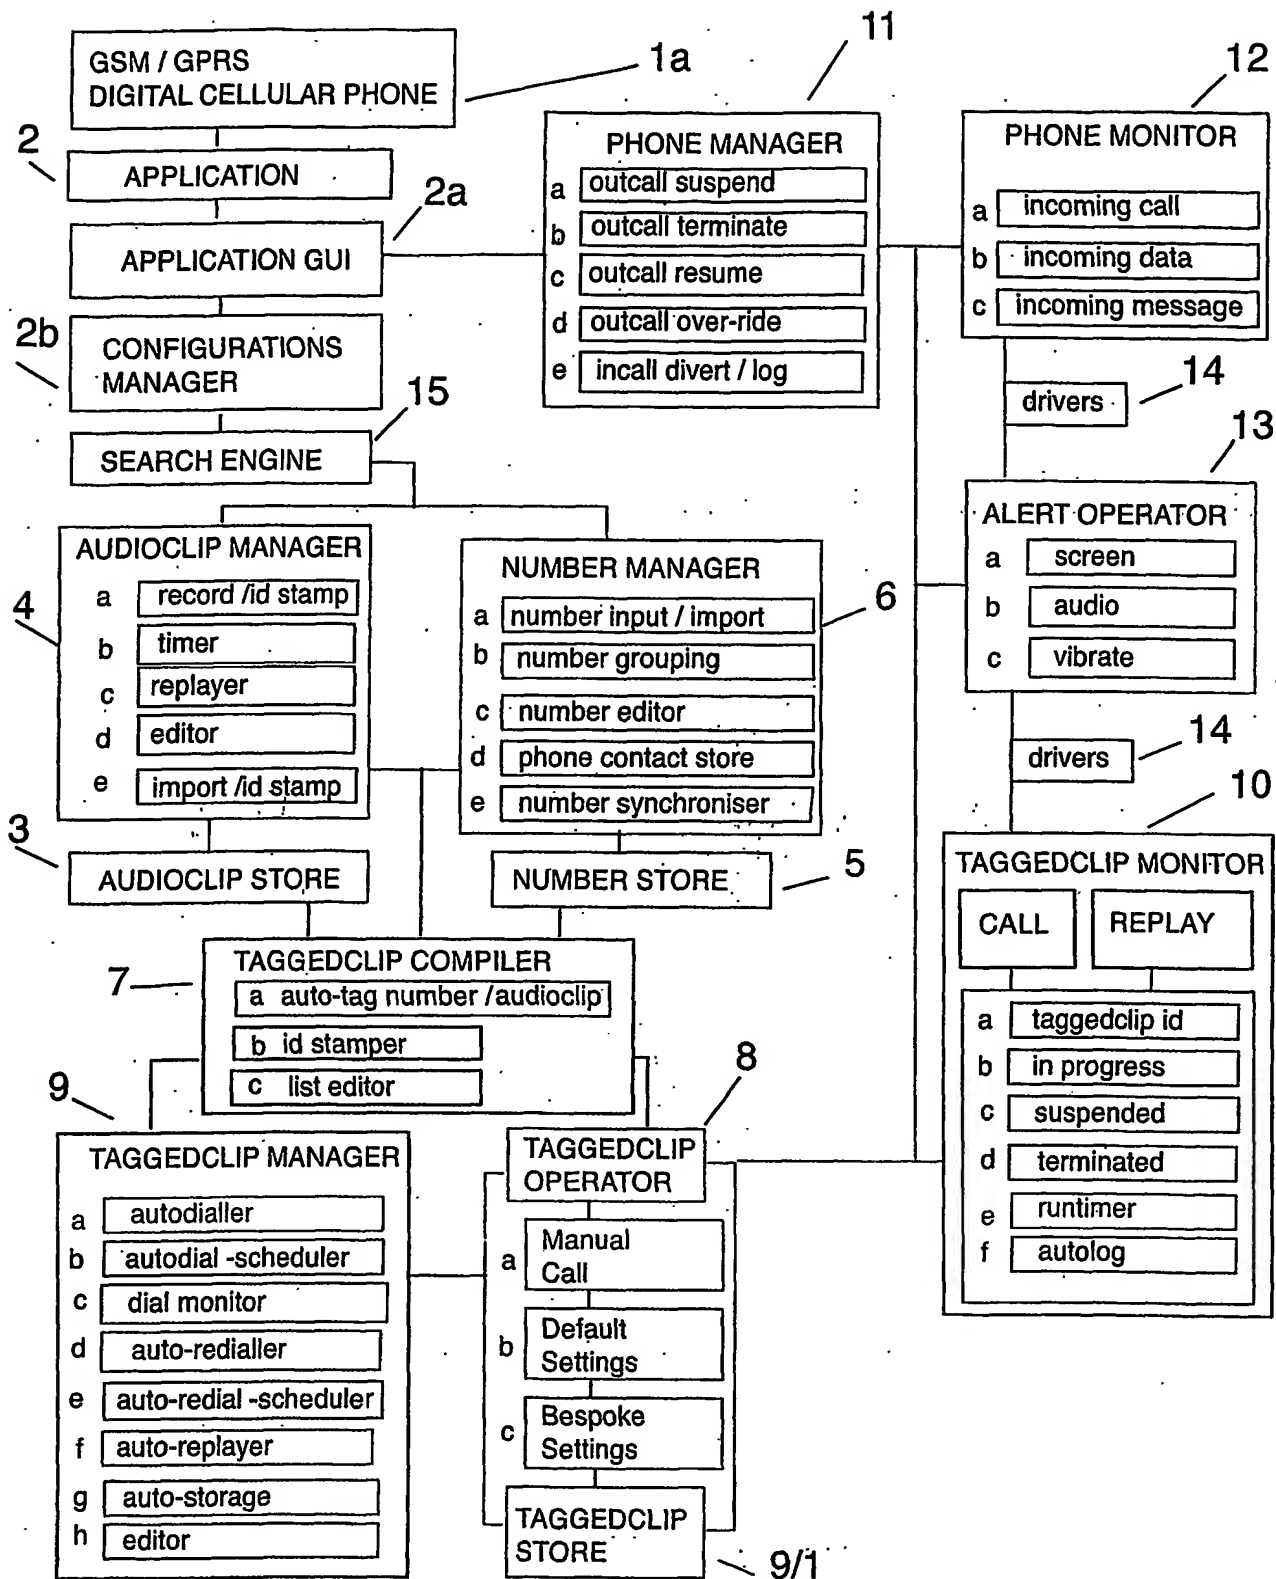 GSM / GPRS
DIGITAL CELLULAR PHONE
1a
2
APPLICATION
2a
APPLICATION GUI
2b
CONFIGURATIONS
MANAGER
15
SEARCH ENGINE
11
PHONE MANAGER
a outcall suspend
b outcall terminate
c outcall resume
d outcall over-ride
e incall divert / log
12
PHONE MONITOR
a incoming call
b incoming data
c incoming message
drivers
14
13
ALERT OPERATOR
a screen
b audio
c vibrate
drivers
14
4
AUDIOCLIP MANAGER
a record /id stamp
b timer
c replayer
d editor
e import /id stamp
6
NUMBER MANAGER
a number input / import
b number grouping
c number editor
d phone contact store
e number synchroniser
3
AUDIOCLIP STORE
NUMBER STORE
5
10
TAGGEDCLIP MONITOR
CALL
REPLAY
a taggedclip id
b in progress
c suspended
d terminated
e runtimer
f autolog
7
TAGGEDCLIP COMPILER
a auto-tag number /audioclip
b id stamper
c list editor
9
TAGGEDCLIP MANAGER
a autodialler
b autodial -scheduler
c dial monitor
d auto-redialler
e auto-redial -scheduler
f auto-replayer
g auto-storage
h editor
8
TAGGEDCLIP
OPERATOR
a Manual
Call
b Default
Settings
c Bespoke
Settings
TAGGEDCLIP
STORE
9/1